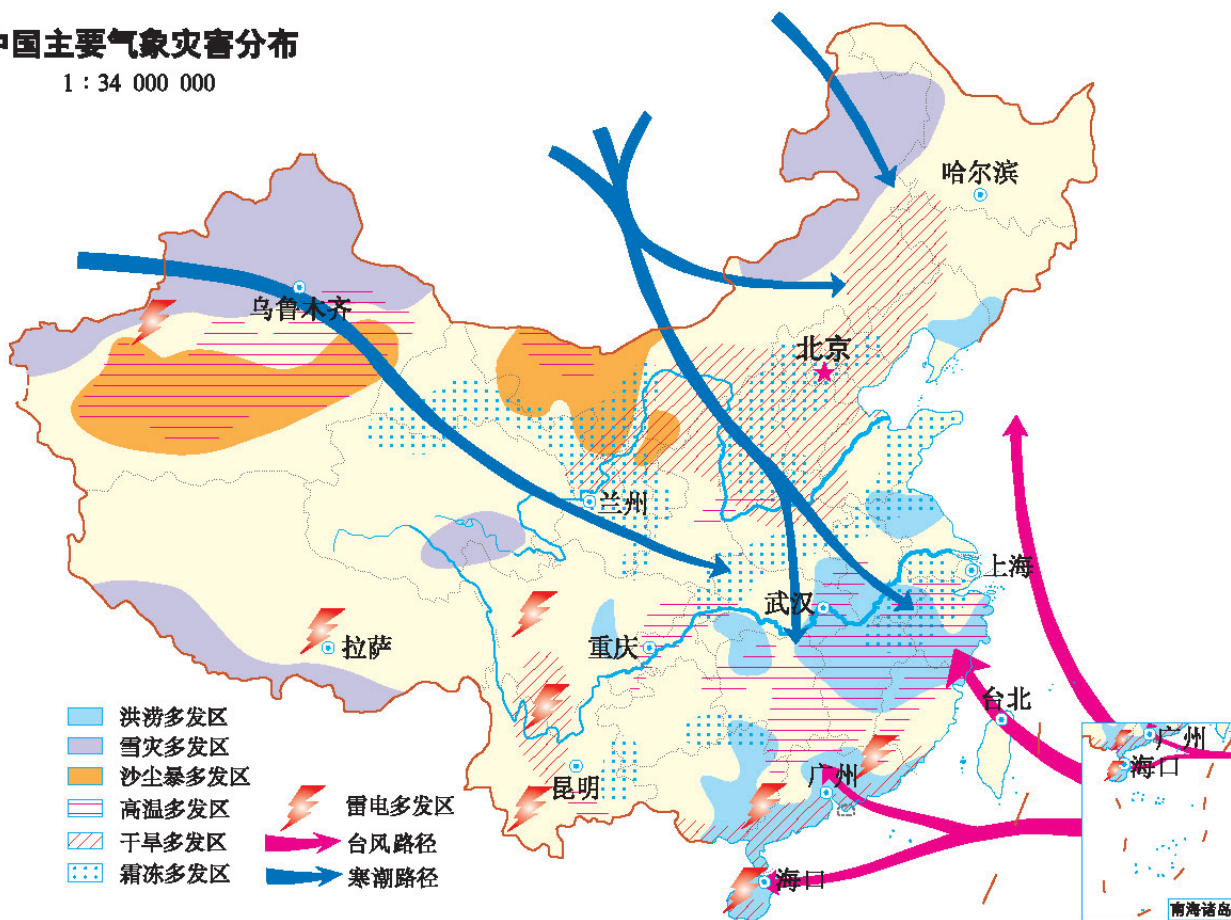 中国主要气象灾害分布
1∶34 000 000
哈尔滨
乌鲁木齐
北京
兰州
上海
武汉
拉萨
重庆
台北
昆明
广州
海口
洪涝多发区
雪灾多发区
沙尘暴多发区
高温多发区
干旱多发区
霜冻多发区
雷电多发区
台风路径
寒潮路径
广州
海口
南海诸岛